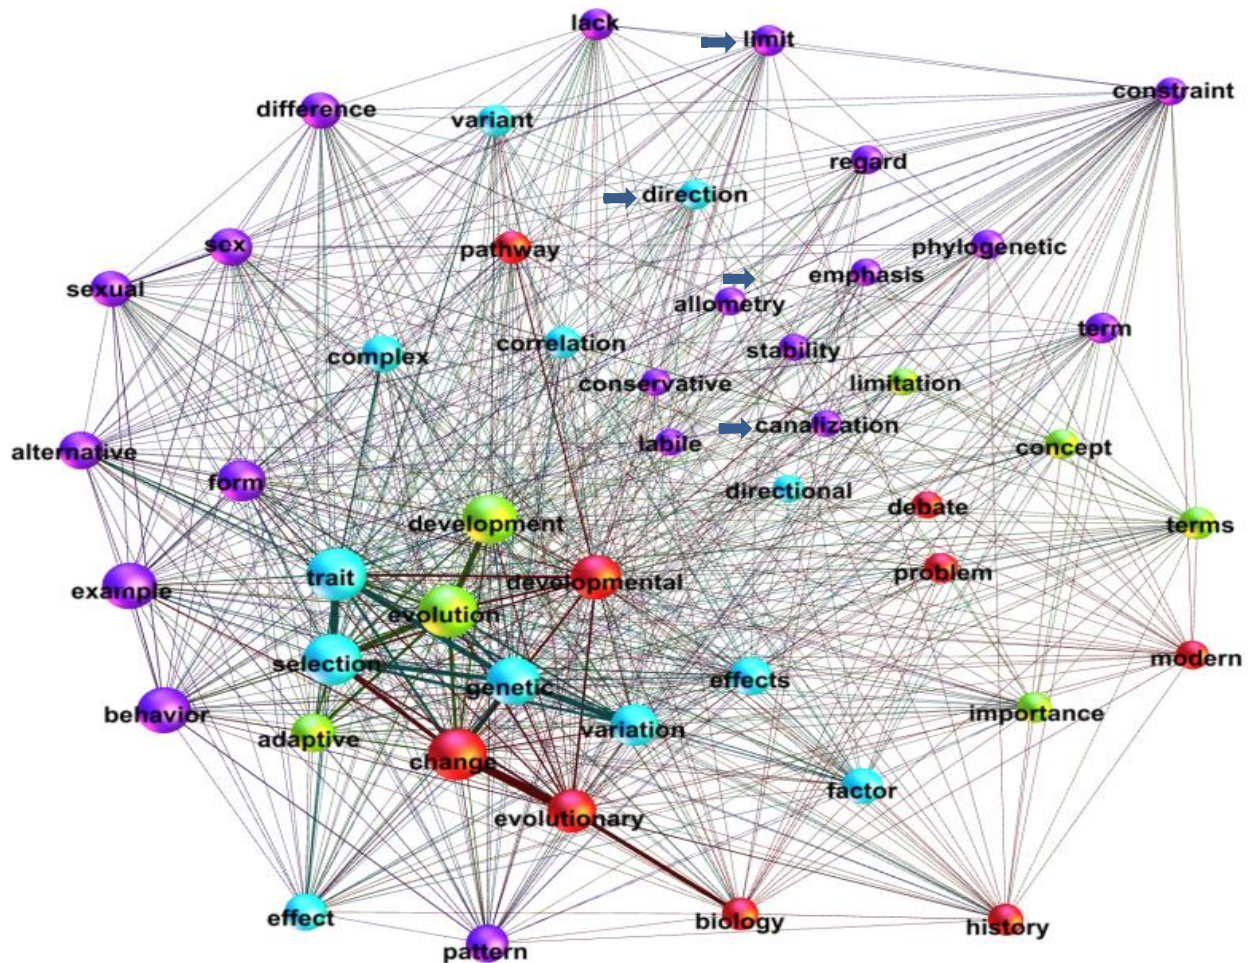 lack
limit
constraint
difference
variant
regard
direction
sex
pathway
phylogenetic
emphasis
sexual
allometry
term
complex
correlation
stability
conservative
limitation
alternative
labile
canalization
concept
form
directional
debate
development
terms
trait
developmental
problem
example
evolution
selection
genetic
effects
modern
behavior
adaptive
variation
importance
change
factor
evolutionary
effect
pattern
biology
history